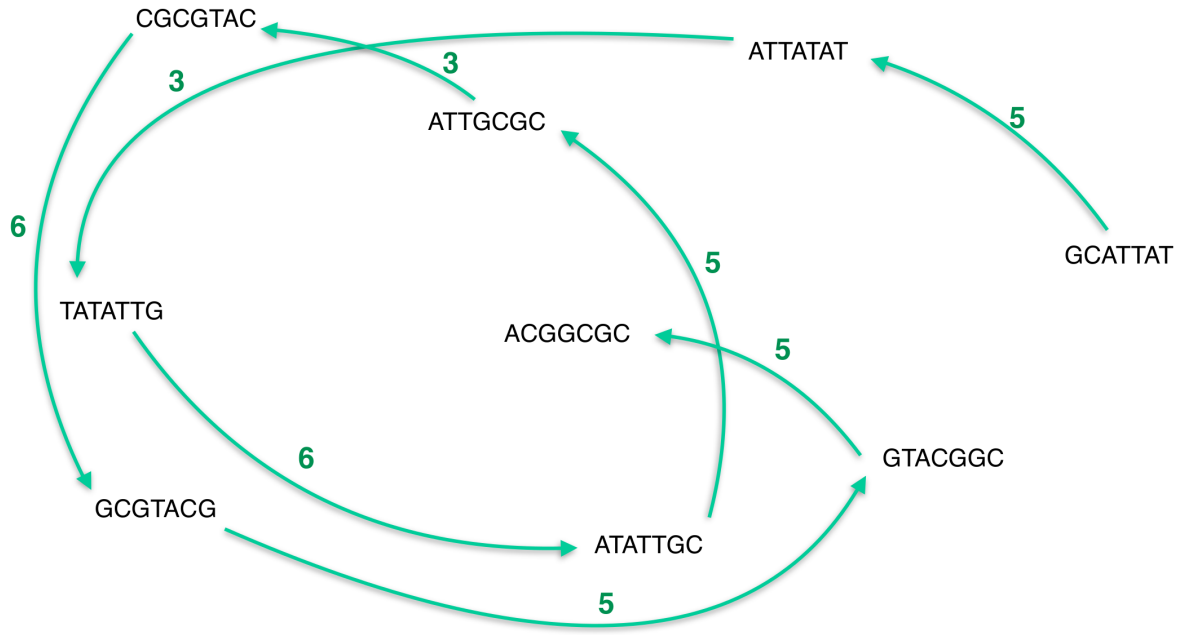 CGCGTAC
ATTATAT
3
3
5
ATTGCGC
6
5
GCATTAT
TATATTG
ACGGCGC
5
6
GTACGGC
GCGTACG
ATATTGC
5